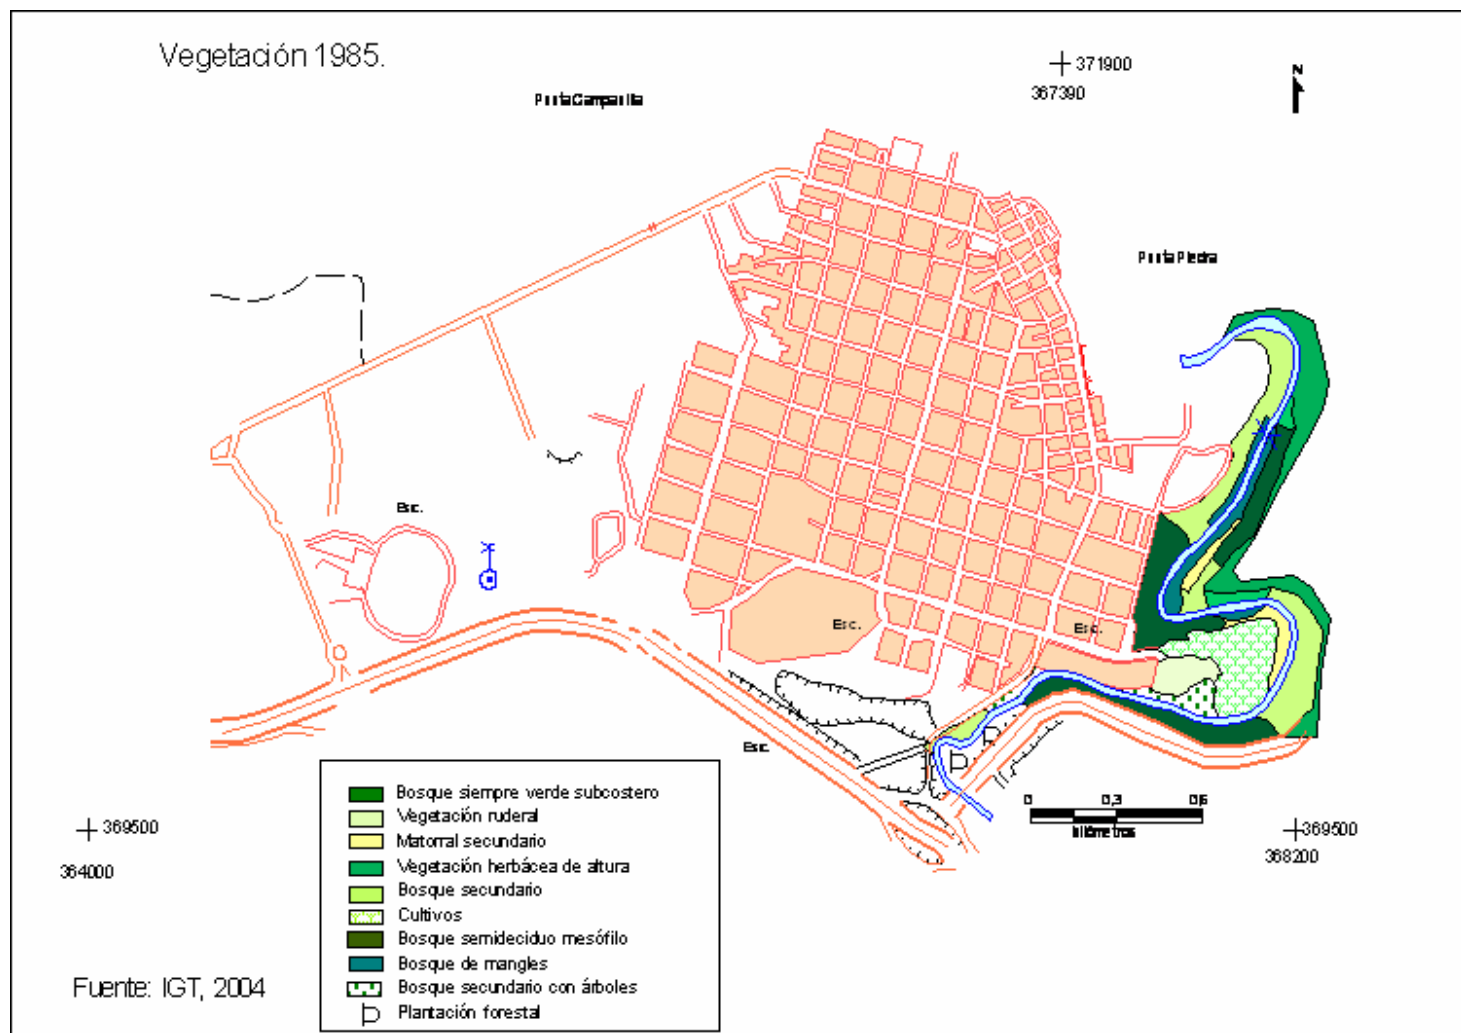 Vegetación 1985.
371900
367390
N
Punta Campanilla
Punta Piedra
Esc.
Esc.
Esc.
Esc.
0 0,3 0,6
kilómetros
369500
364000
369500
368200
Bosque siempre verde subcostero
Vegetación ruderal
Matorral secundario
Vegetación herbácea de altura
Bosque secundario
Cultivos
Bosque semideciduo mesófilo
Bosque de mangles
Bosque secundario con árboles
Plantación forestal
Fuente: IGT, 2004